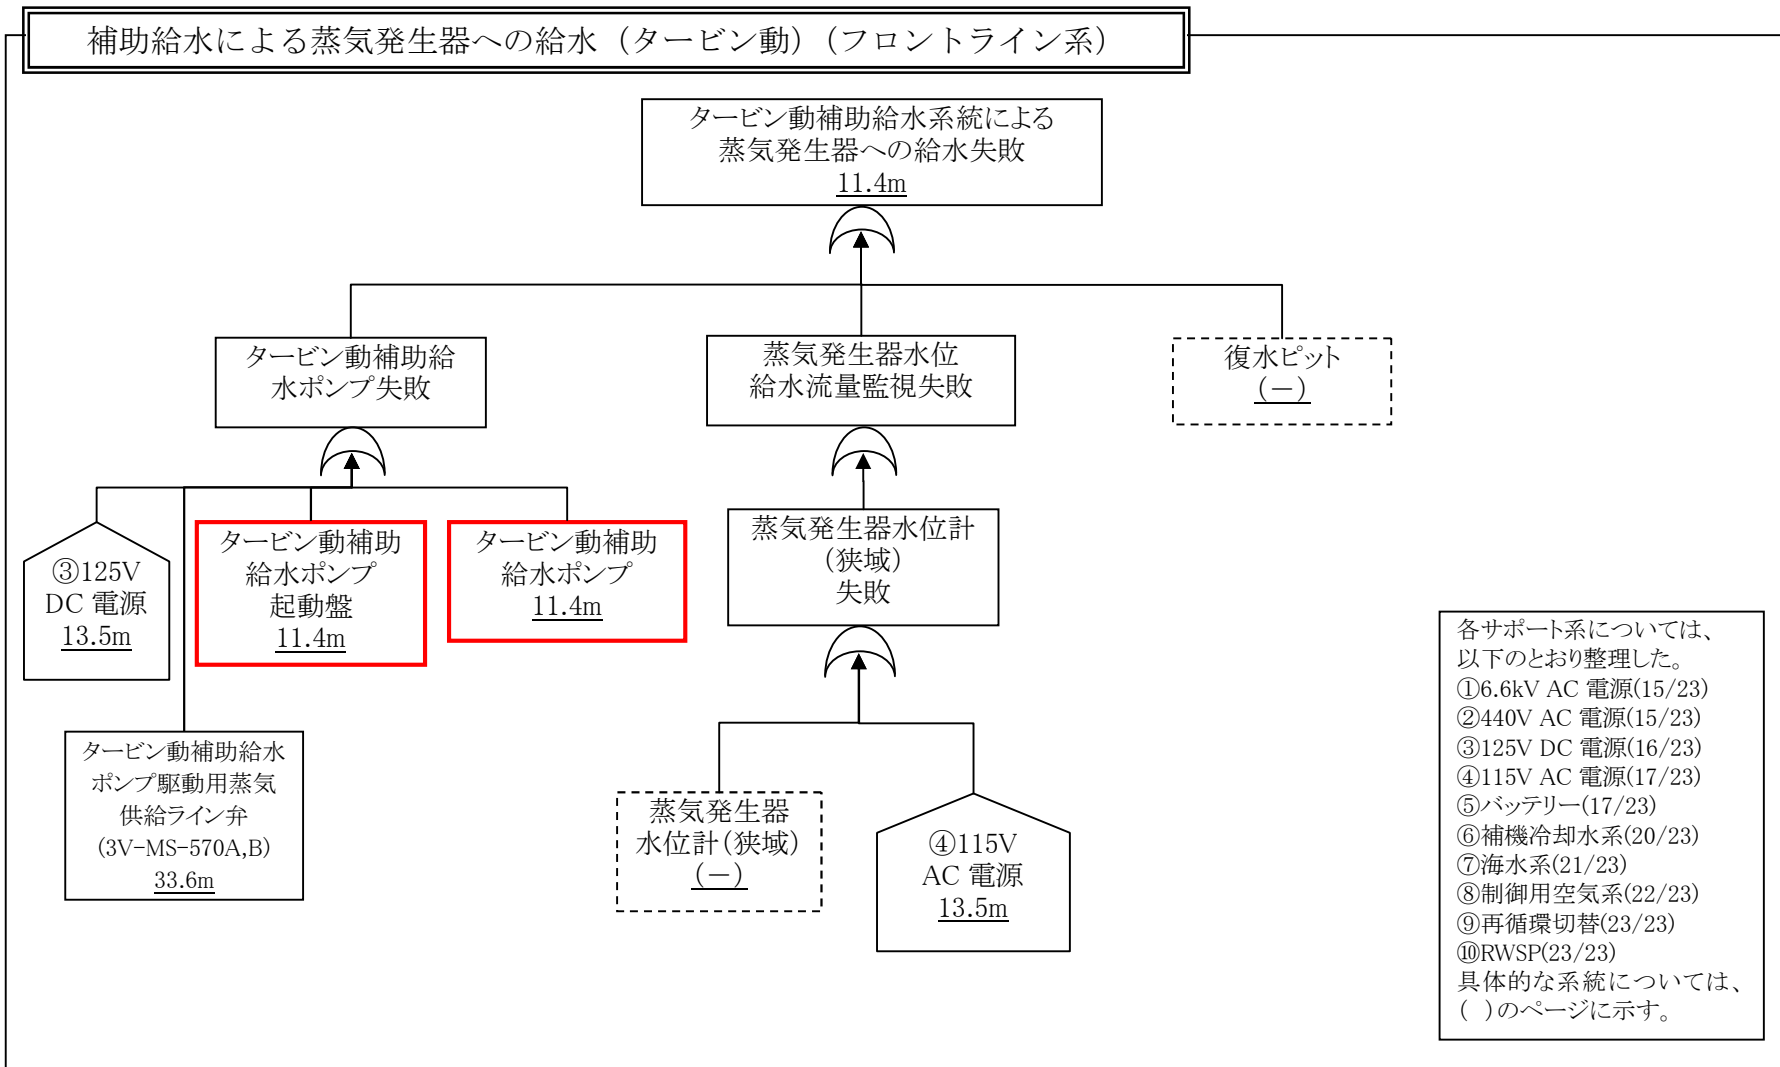 補助給水による蒸気発生器への給水（タービン動）（フロントライン系）
タービン動補助給水系統による
蒸気発生器への給水失敗
11.4m
タービン動補助給
水ポンプ失敗
蒸気発生器水位
給水流量監視失敗
復水ピット
(－)
③125V
DC 電源
13.5m
タービン動補助
給水ポンプ
起動盤
11.4m
タービン動補助
給水ポンプ
11.4m
蒸気発生器水位計
(狭域)
失敗
タービン動補助給水
ポンプ駆動用蒸気
供給ライン弁
(3V-MS-570A,B)
33.6m
蒸気発生器
水位計(狭域)
(－)
④115V
AC 電源
13.5m
各サポート系については、
以下のとおり整理した。
①6.6kV AC 電源(15/23)
②440V AC 電源(15/23)
③125V DC 電源(16/23)
④115V AC 電源(17/23)
⑤バッテリー(17/23)
⑥補機冷却水系(20/23)
⑦海水系(21/23)
⑧制御用空気系(22/23)
⑨再循環切替(23/23)
⑩RWSP(23/23)
具体的な系統については、
( )のページに示す。